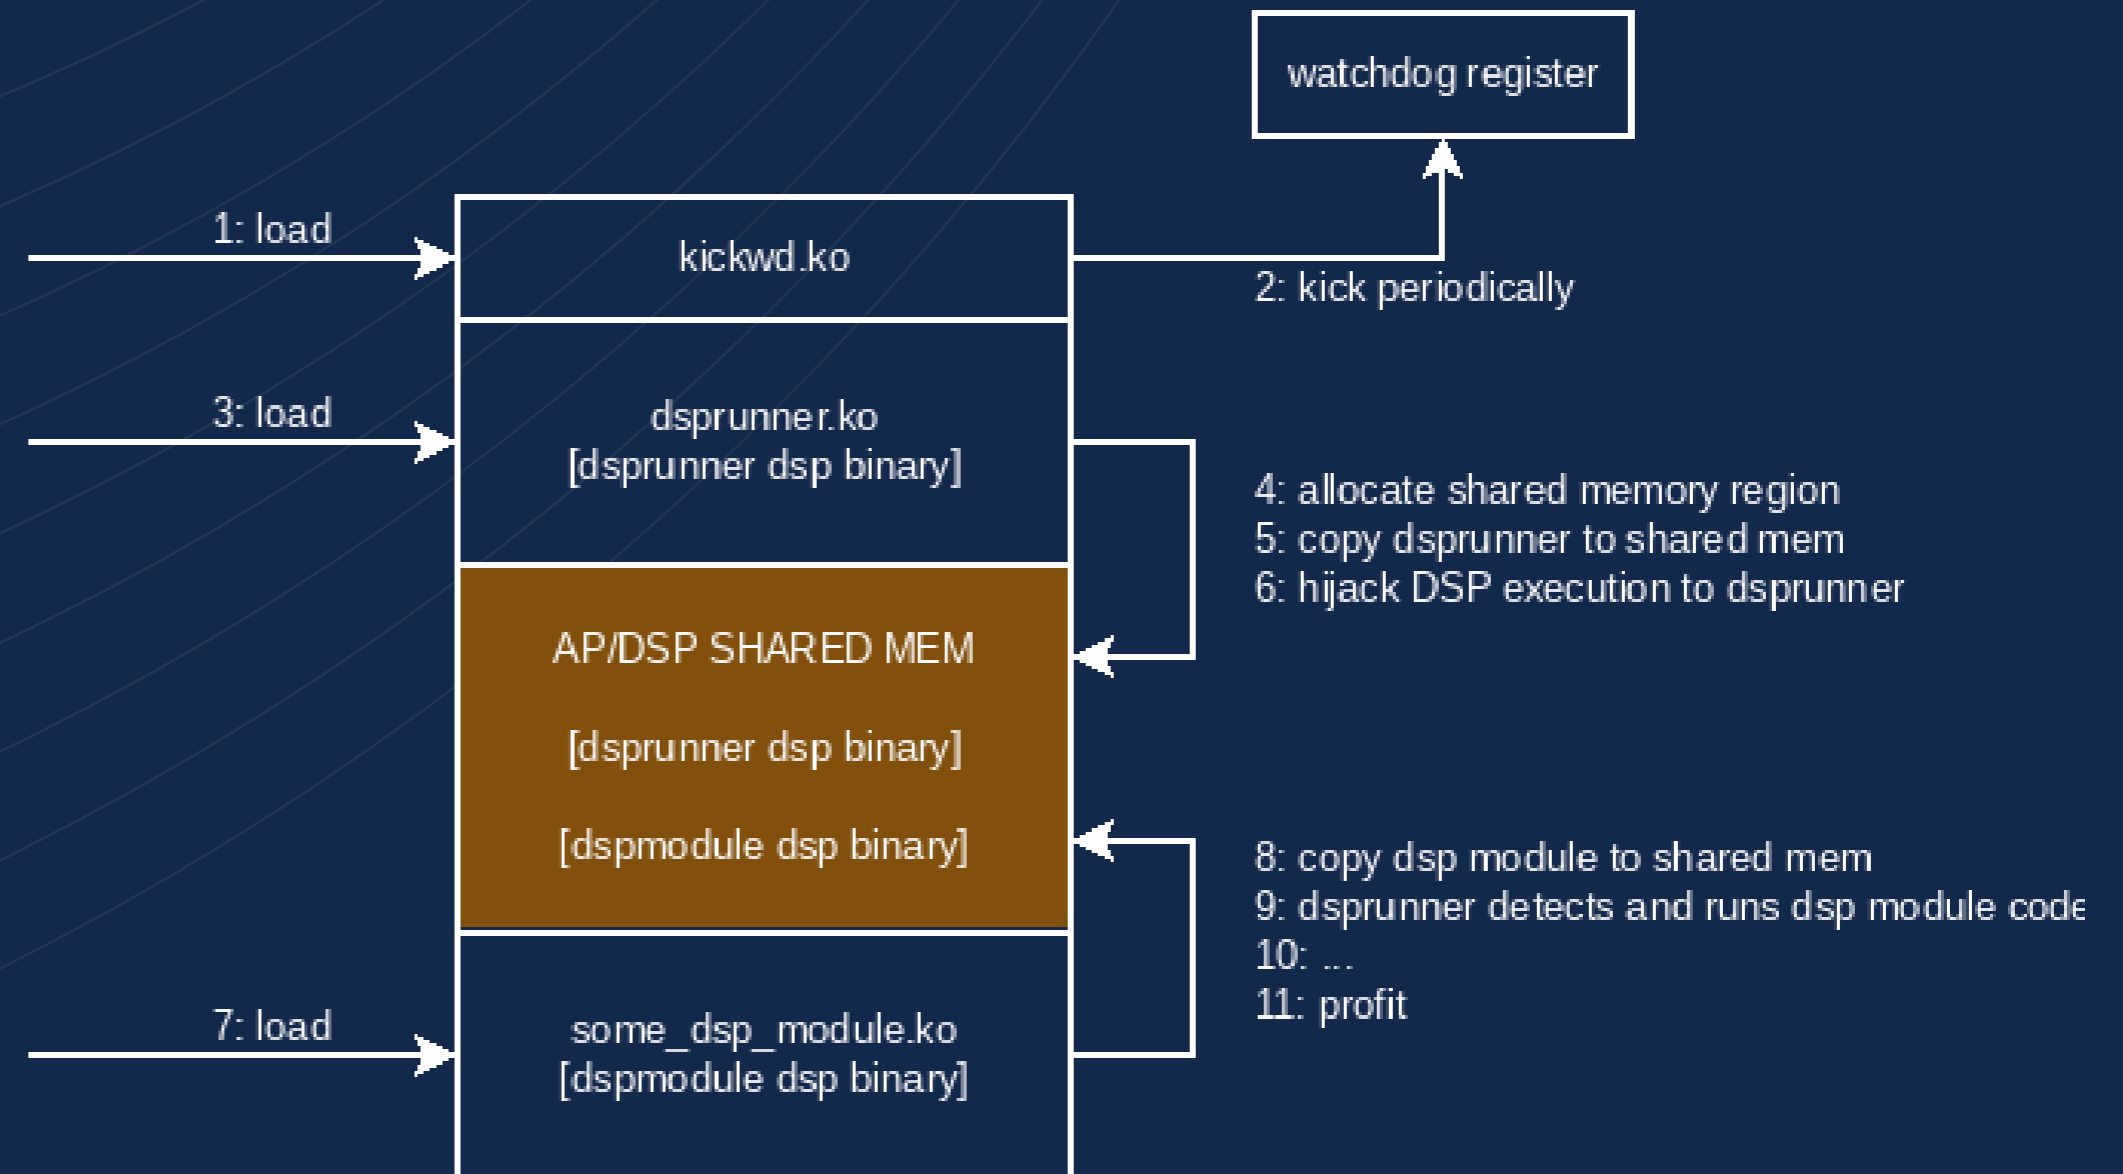 watchdog register
1: load
kickwd.ko
2: kick periodically
3: load
dsprunner.ko
[dsprunner dsp binary]
4: allocate shared memory region
5: copy dsprunner to shared mem
6: hijack DSP execution to dsprunner
AP/DSP SHARED MEM
[dsprunner dsp binary]
[dspmodule dsp binary]
8: copy dsp module to shared mem
9: dsprunner detects and runs dsp module code
10: ...
11: profit
7: load
some_dsp_module.ko
[dspmodule dsp binary]